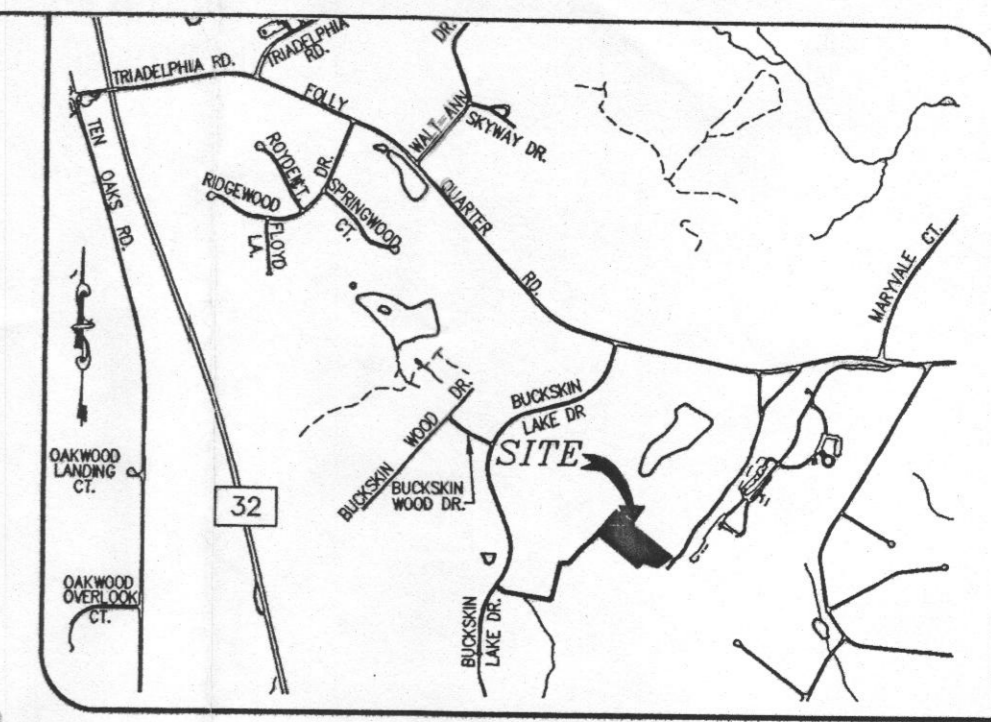 TRIADELPHIA RD.
TRIADELPHIA
RD.
FOLLY
QUARTER
RD.
DR.
WALT-ANN
SKYWAY DR.
TEN OAKS RD.
ROYDEN CT
RIDGEWOOD
DR.
SPRINGWOOD
CT.
FLOYD
LA.
MARYVALE CT.
BUCKSKIN
LAKE DR
BUCKSKIN WOOD DR.
SITE
BUCKSKIN
WOOD DR.
OAKWOOD
LANDING
CT.
32
OAKWOOD
OVERLOOK
CT.
BUCKSKIN
LAKE DR.